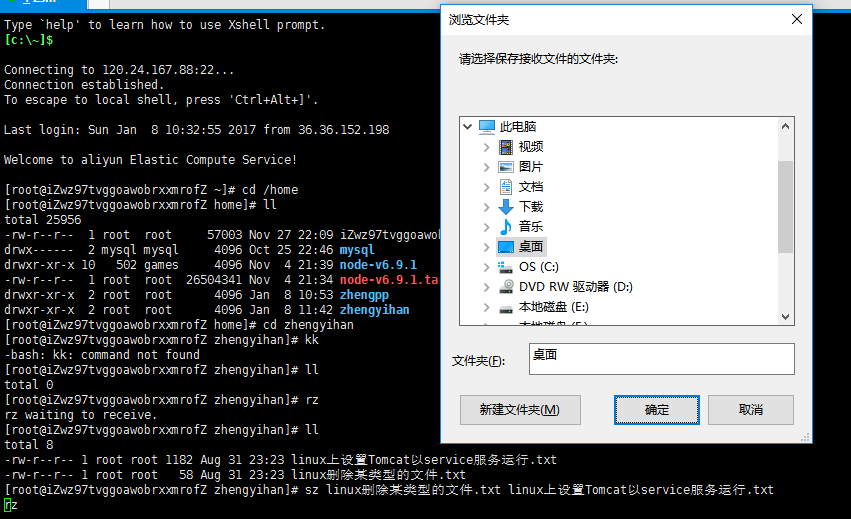 Type `help' to learn how to use Xshell prompt.
[c:\~]$
Connecting to 120.24.167.88:22...
Connection established.
To escape to local shell, press 'Ctrl+Alt+]'.
Last login: Sun Jan  8 10:32:55 2017 from 36.36.152.198
Welcome to aliyun Elastic Compute Service!
[root@iZwz97tvggoawobrxxmrofZ ~]# cd /home
[root@iZwz97tvggoawobrxxmrofZ home]# ll
total 25956
-rw-r--r--  1 root  root     57003 Nov 27 22:09 iZwz97tvggoawob
drwx------  2 mysql mysql     4096 Oct 25 22:46 mysql
drwxr-xr-x 10   502 games     4096 Nov  4 21:39 node-v6.9.1
-rw-r--r--  1 root  root  26504341 Nov  4 21:34 node-v6.9.1.ta
drwxr-xr-x  2 root  root      4096 Jan  8 10:53 zhengpp
drwxr-xr-x  2 root  root      4096 Jan  8 11:42 zhengyihan
[root@iZwz97tvggoawobrxxmrofZ home]# cd zhengyihan
[root@iZwz97tvggoawobrxxmrofZ zhengyihan]# kk
-bash: kk: command not found
[root@iZwz97tvggoawobrxxmrofZ zhengyihan]# ll
total 0
[root@iZwz97tvggoawobrxxmrofZ zhengyihan]# rz
rz waiting to receive.
[root@iZwz97tvggoawobrxxmrofZ zhengyihan]# ll
total 8
-rw-r--r-- 1 root root 1182 Aug 31 23:23 linux上设置Tomcat以service服务运行.txt
-rw-r--r-- 1 root root   58 Aug 31 23:23 linux删除某类型的文件.txt
[root@iZwz97tvggoawobrxxmrofZ zhengyihan]# sz linux删除某类型的文件.txt linux上设置Tomcat以service服务运行.txt
rz
浏览文件夹
请选择保存接收文件的文件夹:
此电脑
视频
图片
文档
下载
音乐
桌面
OS (C:)
DVD RW 驱动器 (D:)
本地磁盘 (E:)
文件夹(F):
桌面
新建文件夹(M)
确定
取消